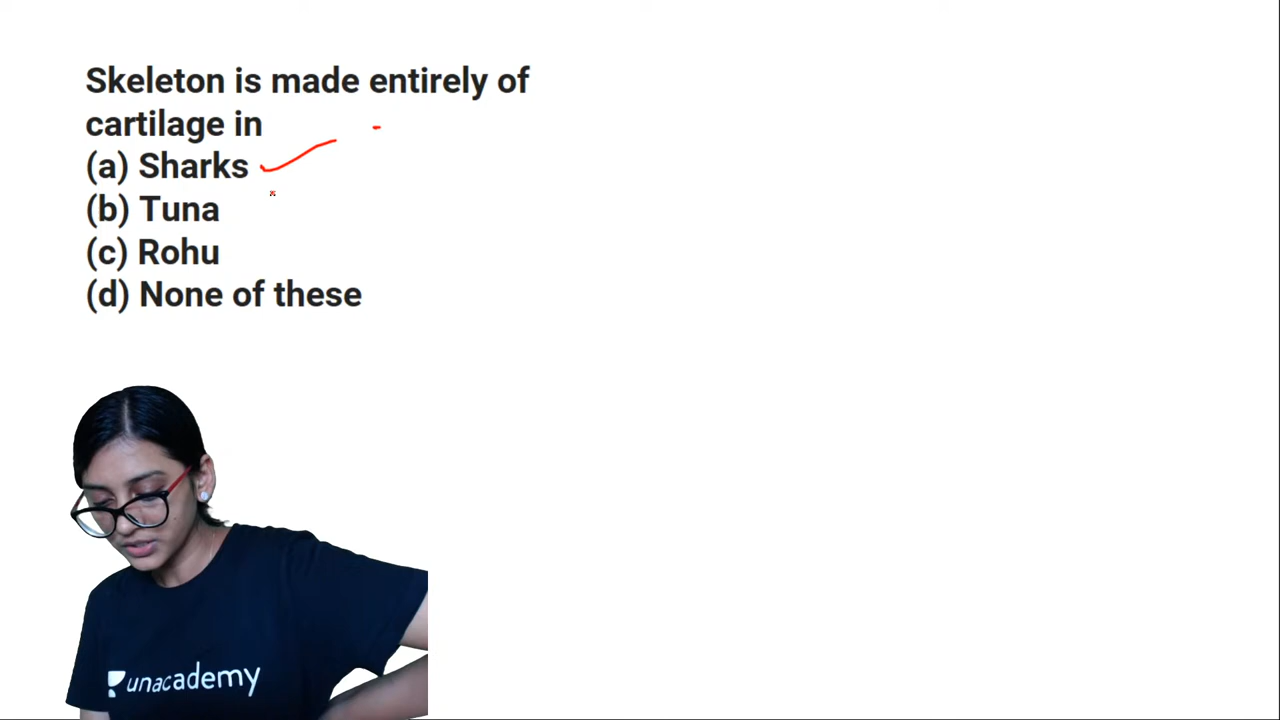 Skeleton is made entirely of
cartilage in
(a) Sharks
(b) Tuna
(c) Rohu
(d) None of these
unacademy